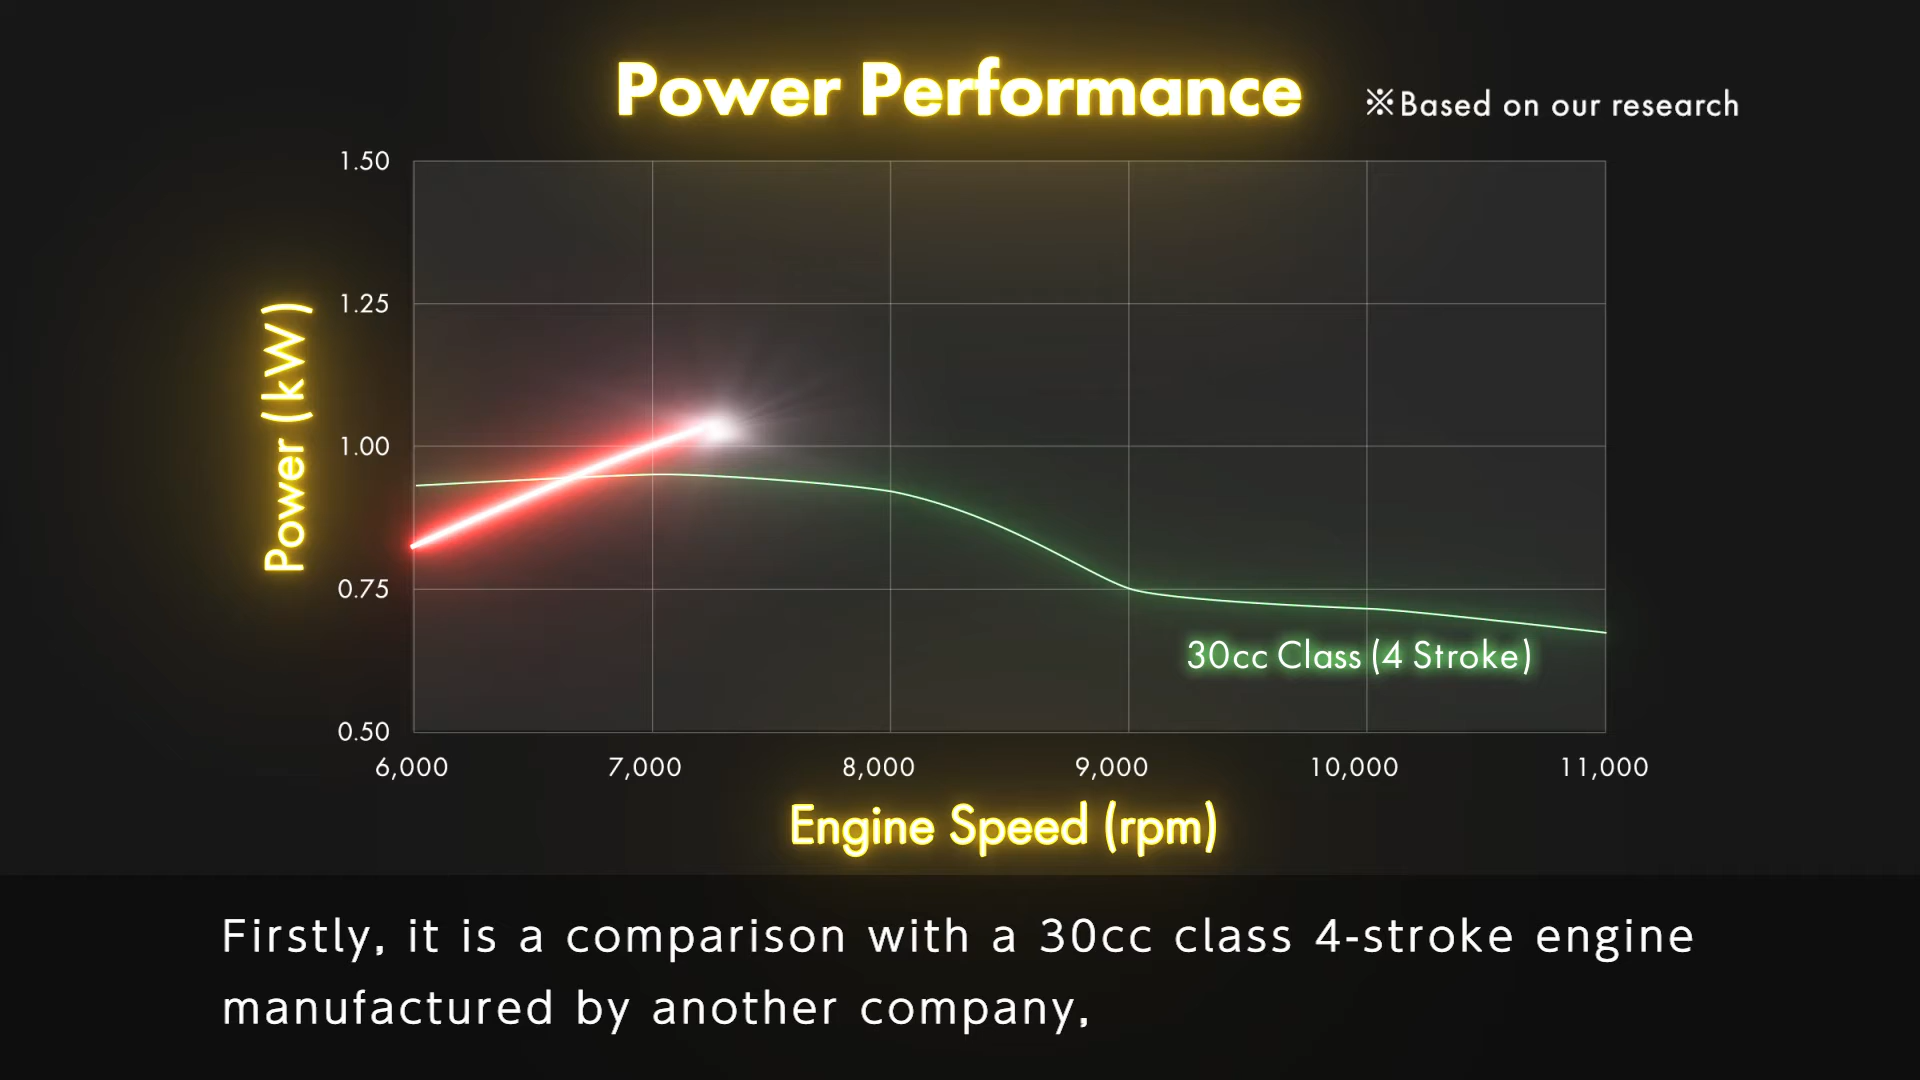 Power Performance
※Based on our research
Power (kW)
1.50
1.25
1.00
0.75
0.50
30cc Class (4 Stroke)
6,000 7,000 8,000 9,000 10,000 11,000
Engine Speed (rpm)
Firstly, it is a comparison with a 30cc class 4-stroke engine
manufactured by another company,